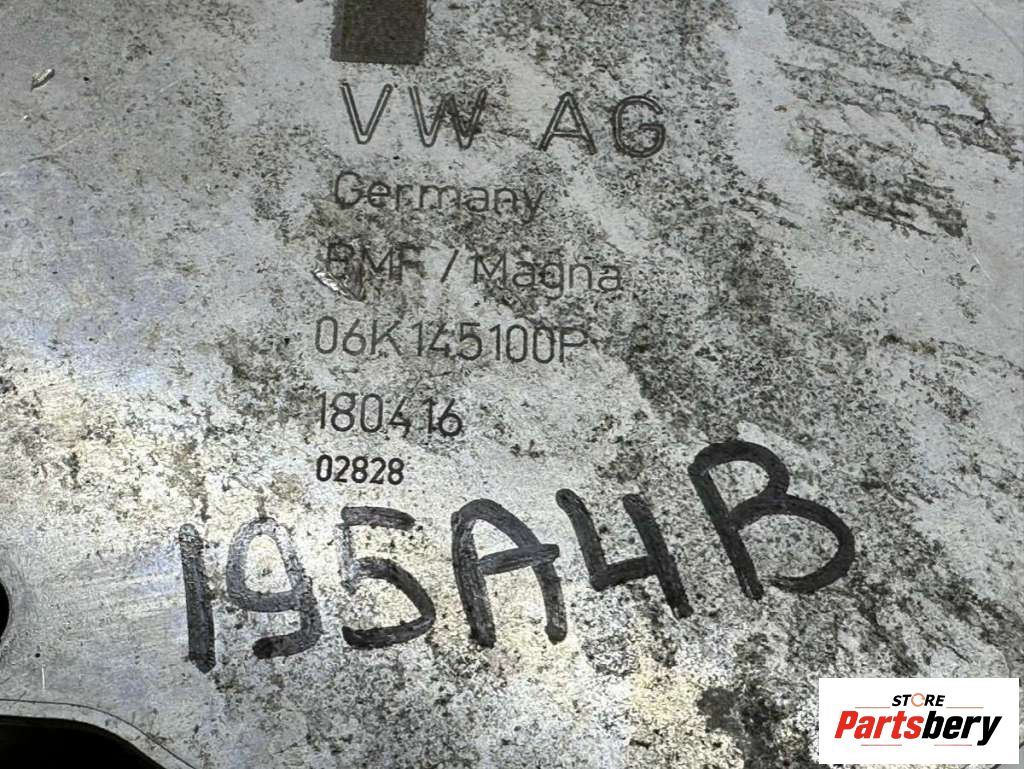 VW AG
Germany
BMF / Magna
06K145100P
180416
02828
195A4B
STORE
Partsbery